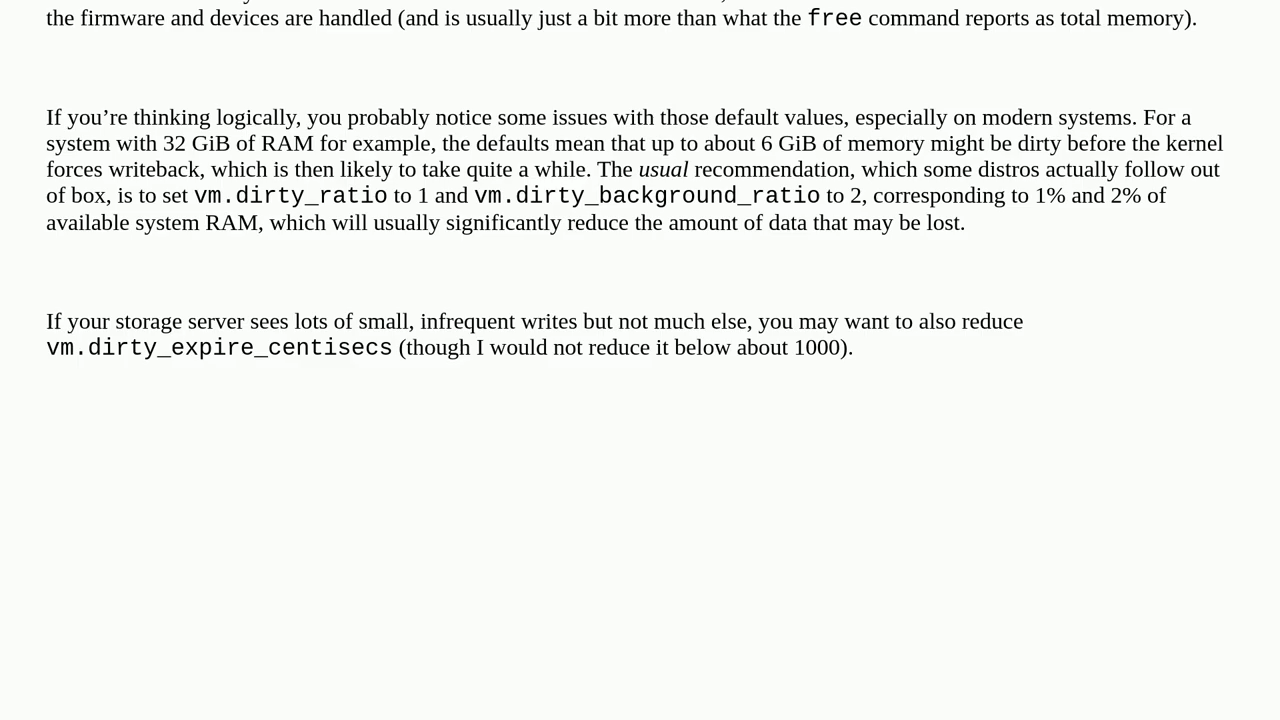 the firmware and devices are handled (and is usually just a bit more than what the free command reports as total memory).
If you’re thinking logically, you probably notice some issues with those default values, especially on modern systems. For a
system with 32 GiB of RAM for example, the defaults mean that up to about 6 GiB of memory might be dirty before the kernel
forces writeback, which is then likely to take quite a while. The usual recommendation, which some distros actually follow out
of box, is to set vm.dirty_ratio to 1 and vm.dirty_background_ratio to 2, corresponding to 1% and 2% of
available system RAM, which will usually significantly reduce the amount of data that may be lost.
If your storage server sees lots of small, infrequent writes but not much else, you may want to also reduce
vm.dirty_expire_centisecs (though I would not reduce it below about 1000).